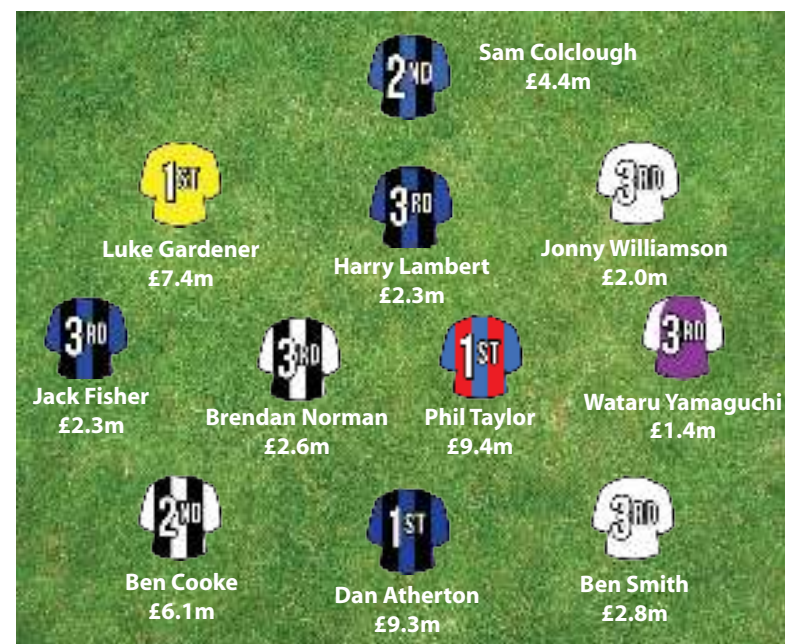 2ND
Sam Colclough
£4.4m
1ST
Luke Gardener
£7.4m
3RD
Harry Lambert
£2.3m
3RD
Jonny Williamson
£2.0m
3RD
Jack Fisher
£2.3m
3RD
Brendan Norman
£2.6m
1ST
Phil Taylor
£9.4m
3RD
Wataru Yamaguchi
£1.4m
2ND
Ben Cooke
£6.1m
1ST
Dan Atherton
£9.3m
3RD
Ben Smith
£2.8m